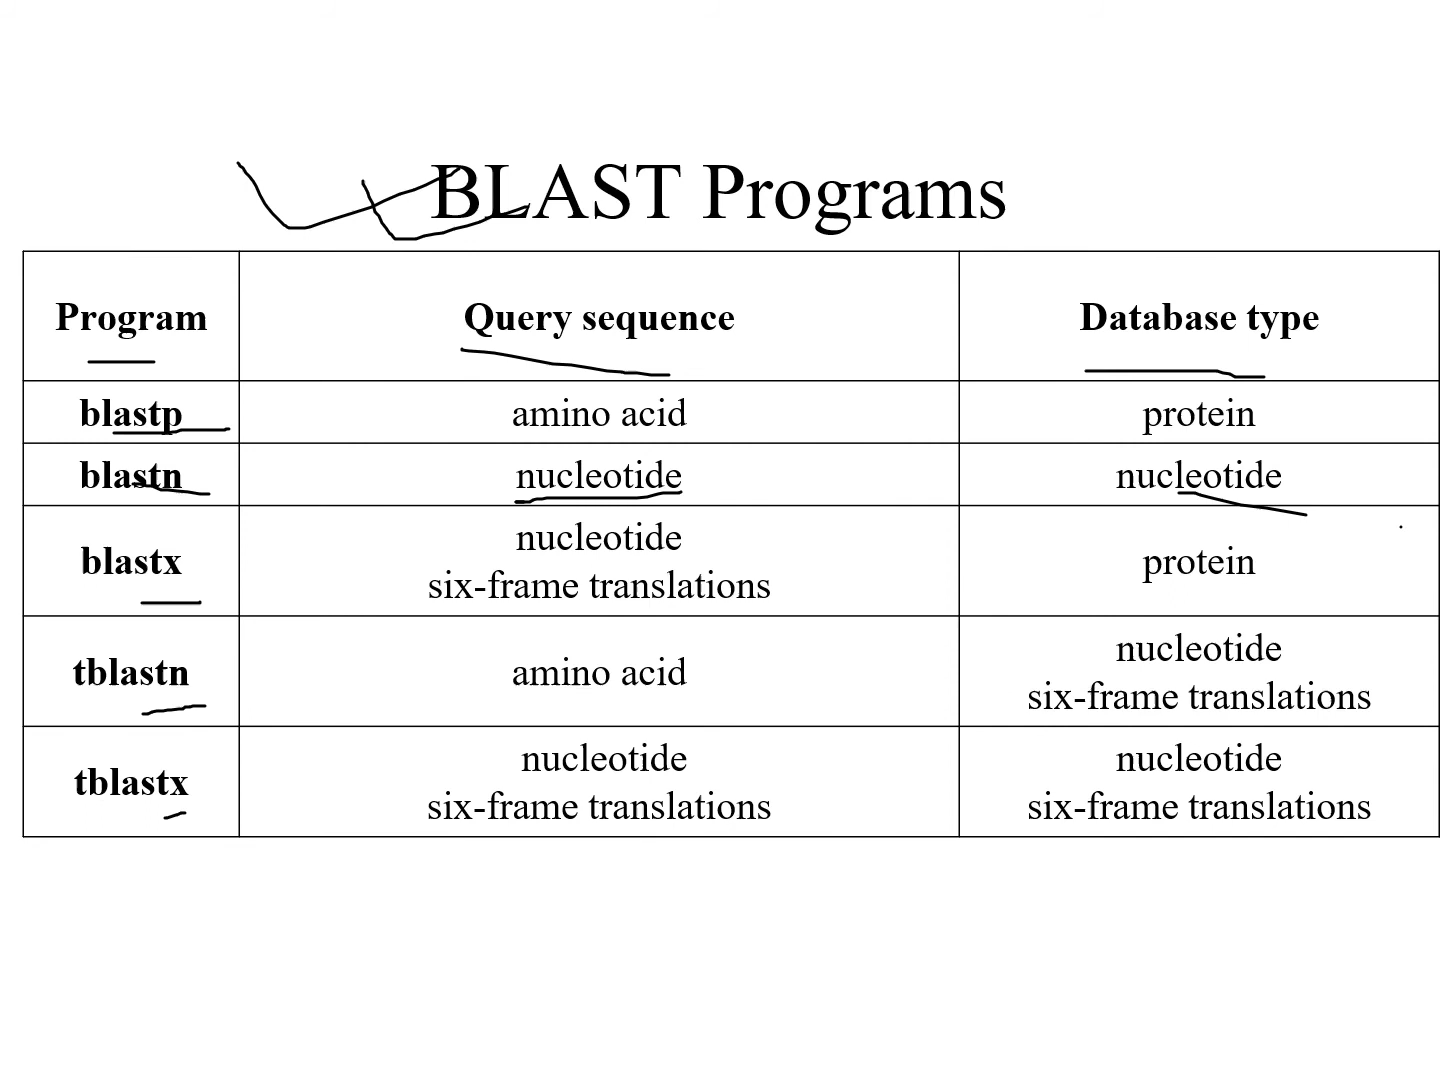 BLAST Programs
Program Query sequence Database type
blastp amino acid protein
blastn nucleotide nucleotide
blastx nucleotide six-frame translations protein
tblastn amino acid nucleotide six-frame translations
tblastx nucleotide six-frame translations nucleotide six-frame translations